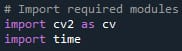 # Import required modules
import cv2 as cv
import time